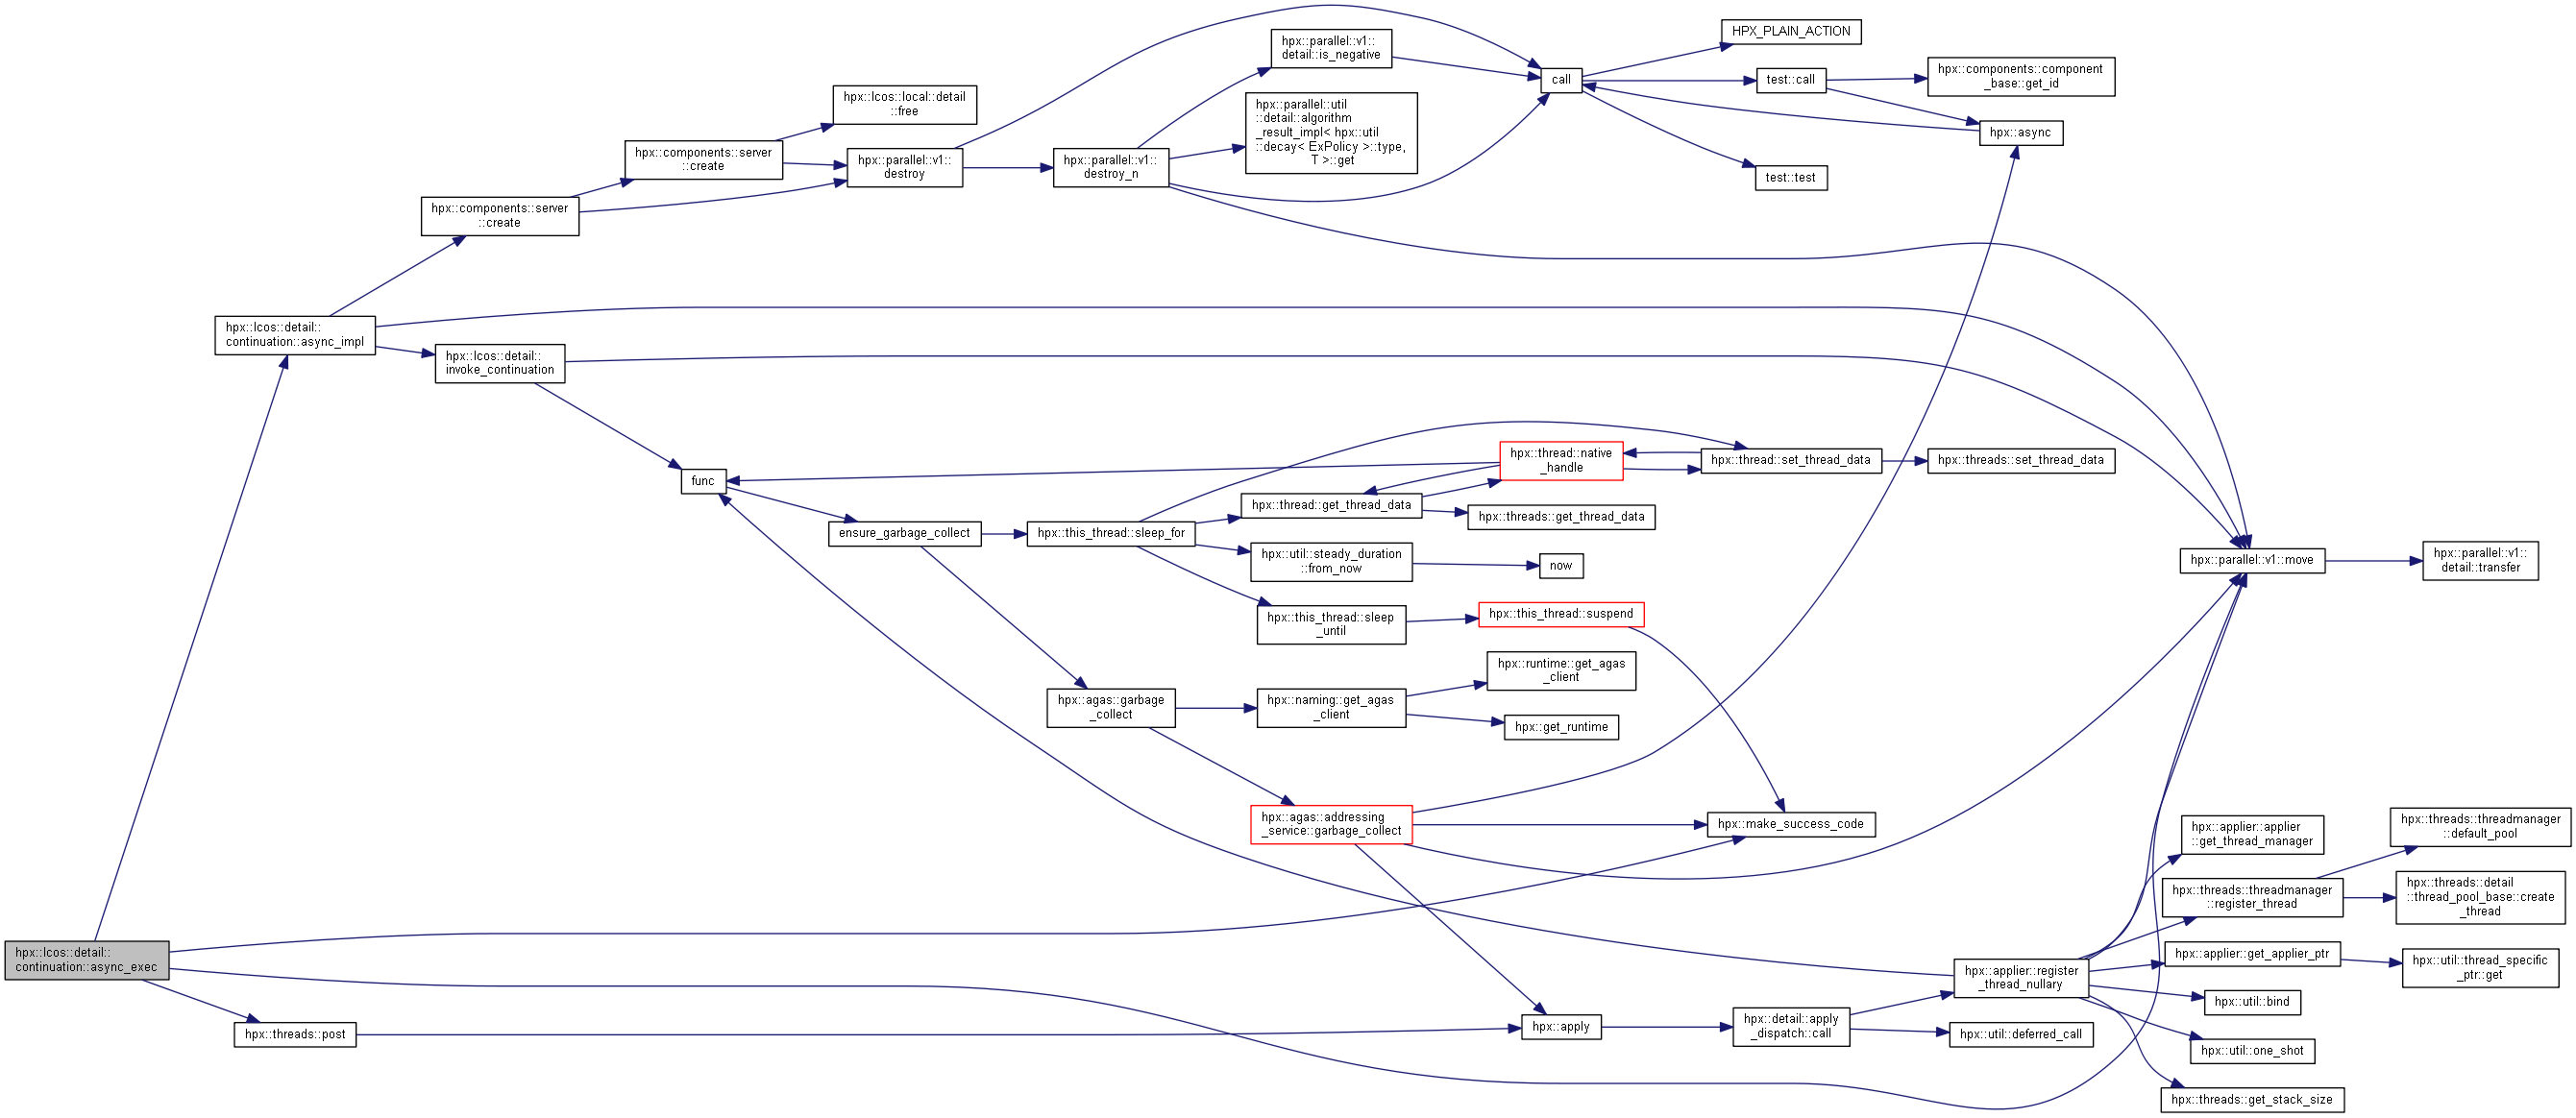 HPX_PLAIN_ACTION
hpx::parallel::v1::
detail::is_negative
call
test::call
hpx::components::component
_base::get_id
hpx::lcos::local::detail
::free
hpx::parallel::util
::detail::algorithm
_result_impl< hpx::util
::decay< ExPolicy >::type,
T >::get
hpx::async
hpx::components::server
::create
hpx::parallel::v1::
destroy
hpx::parallel::v1::
destroy_n
test::test
hpx::components::server
::create
hpx::lcos::detail::
continuation::async_impl
hpx::lcos::detail::
invoke_continuation
func
hpx::thread::native
_handle
hpx::thread::set_thread_data
hpx::threads::set_thread_data
hpx::thread::get_thread_data
hpx::threads::get_thread_data
ensure_garbage_collect
hpx::this_thread::sleep_for
hpx::util::steady_duration
::from_now
now
hpx::parallel::v1::move
hpx::parallel::v1::
detail::transfer
hpx::this_thread::sleep
_until
hpx::this_thread::suspend
hpx::runtime::get_agas
_client
hpx::agas::garbage
_collect
hpx::naming::get_agas
_client
hpx::get_runtime
hpx::agas::addressing
_service::garbage_collect
hpx::make_success_code
hpx::applier::applier
::get_thread_manager
hpx::threads::threadmanager
::default_pool
hpx::threads::threadmanager
::register_thread
hpx::threads::detail
::thread_pool_base::create
_thread
hpx::lcos::detail::
continuation::async_exec
hpx::applier::register
_thread_nullary
hpx::applier::get_applier_ptr
hpx::util::thread_specific
_ptr::get
hpx::util::bind
hpx::threads::post
hpx::apply
hpx::detail::apply
_dispatch::call
hpx::util::deferred_call
hpx::util::one_shot
hpx::threads::get_stack_size